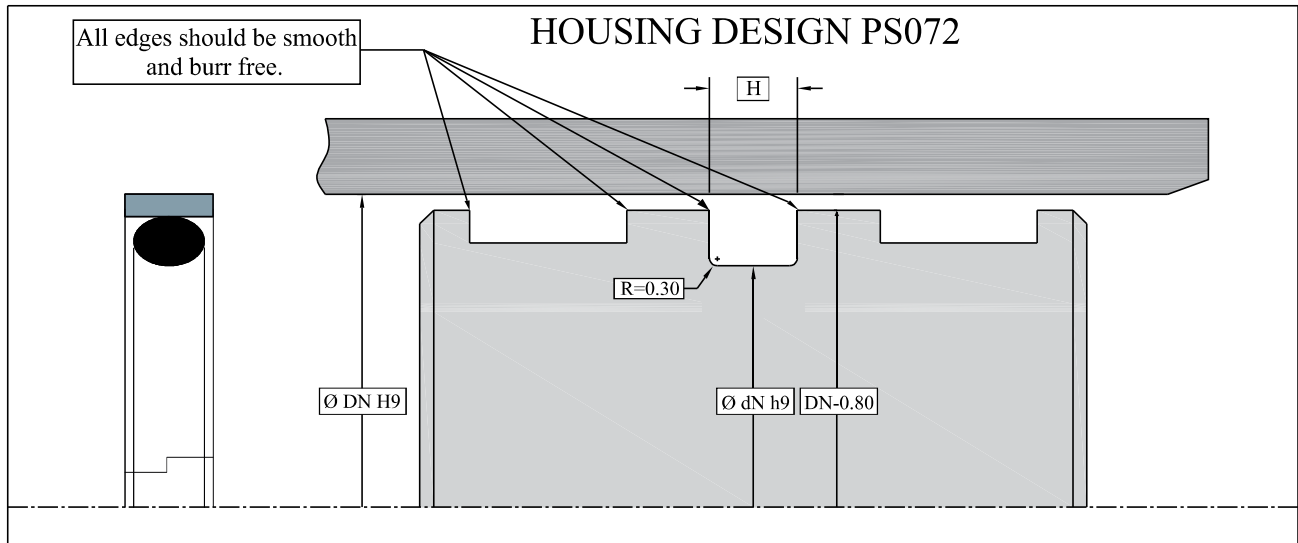 HOUSING DESIGN PS072
All edges should be smooth
and burr free.
H
R=0.30
Ø DN H9
Ø dN h9
DN-0.80